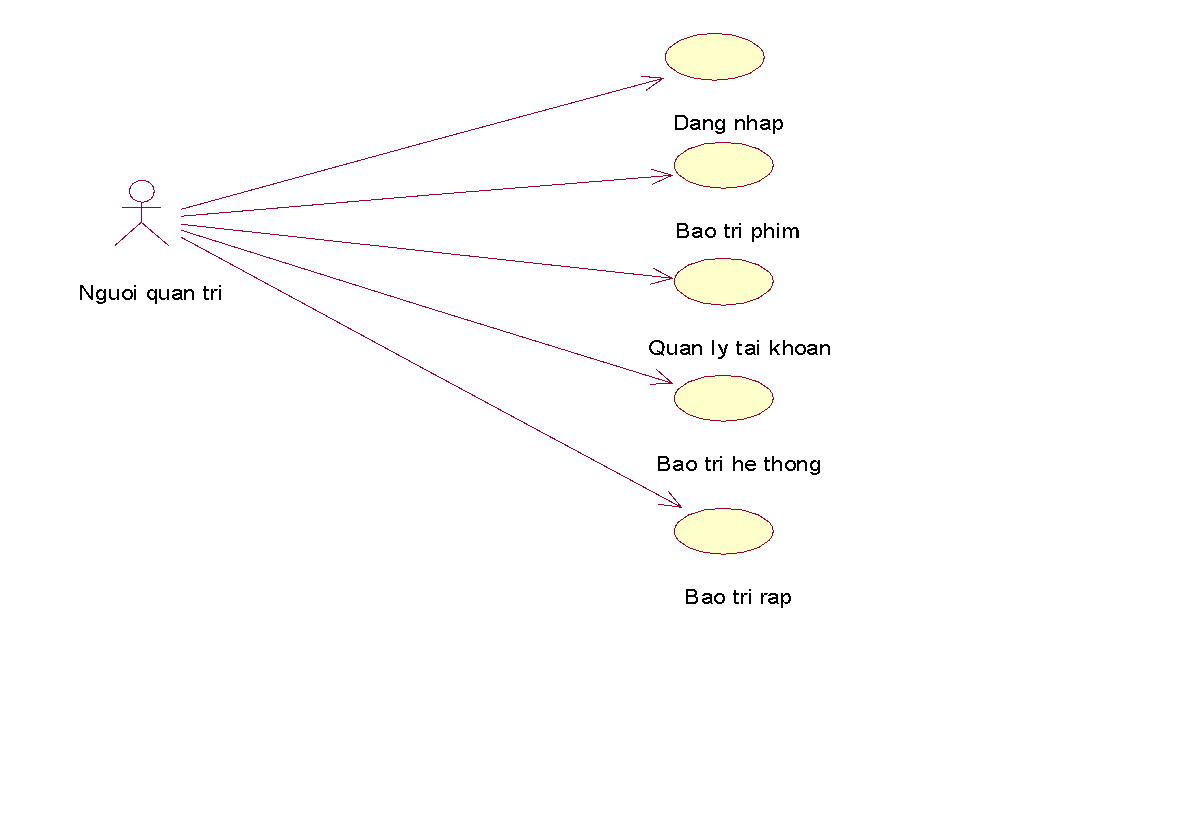 Dang nhap
Bao tri phim
Nguoi quan tri
Quan ly tai khoan
Bao tri he thong
Bao tri rap